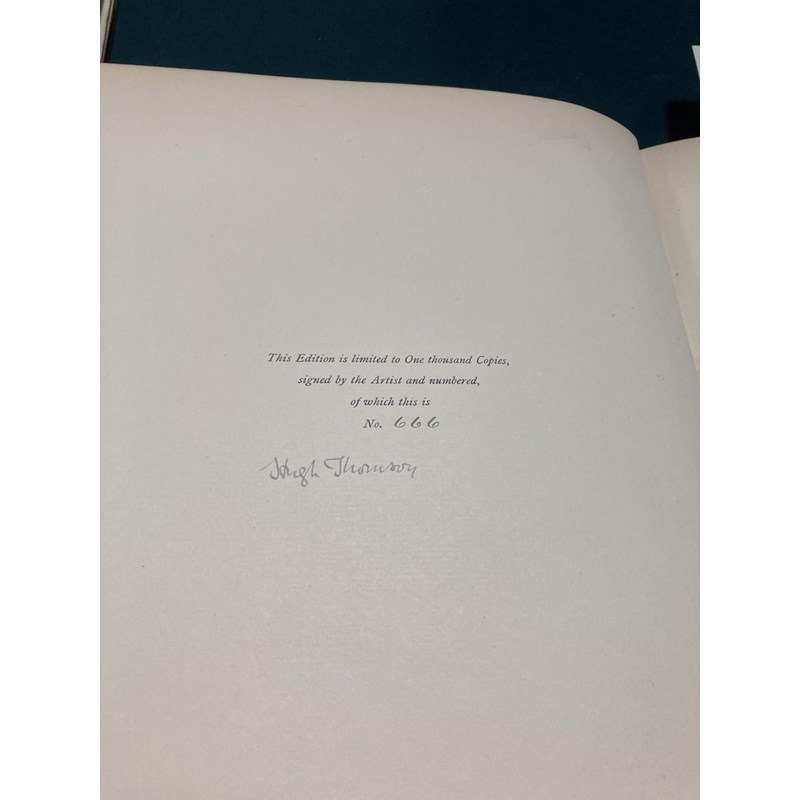 This Edition is limited to One thousand Copies,
signed by the Artist and numbered,
of which this is
No. 666
Hugh Thomson